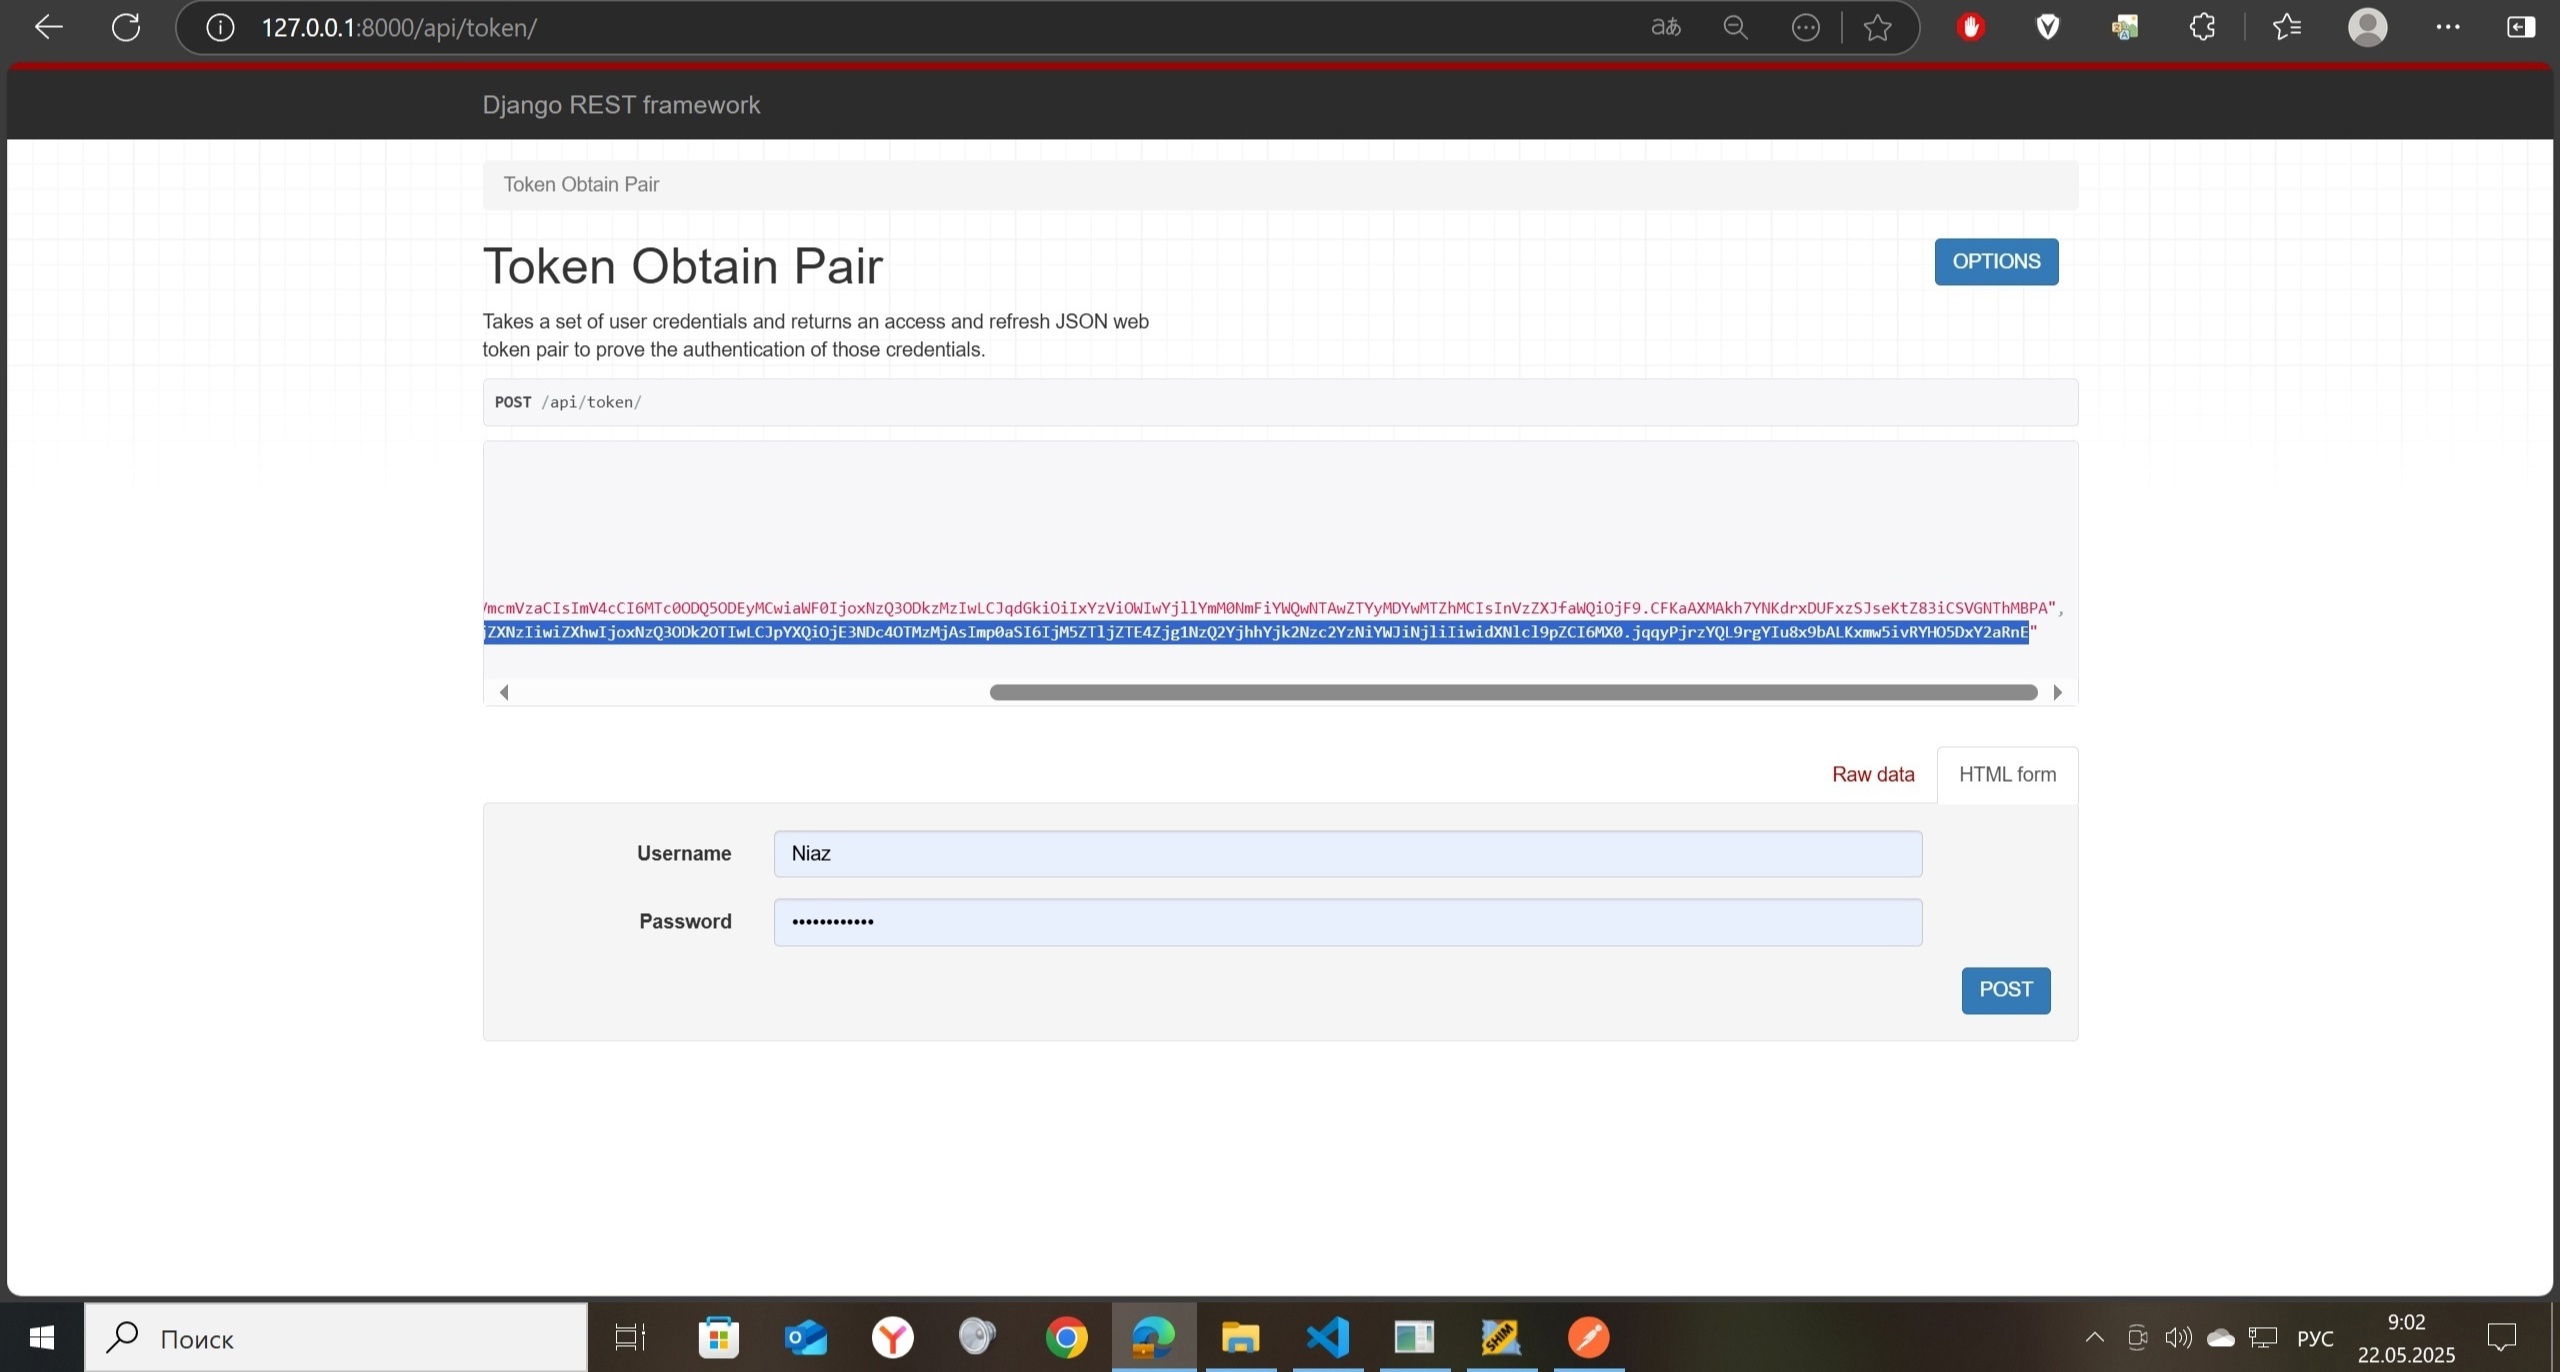 127.0.0.1:8000/api/token/
Django REST framework
Token Obtain Pair
Token Obtain Pair
OPTIONS
Takes a set of user credentials and returns an access and refresh JSON web
token pair to prove the authentication of those credentials.
POST /api/token/
mcmVzaCIsImV4cCI6MTc0ODQ5ODEyMCwiaWF0IjoxNzQ3ODkzMzIwLCJqdGkiOiIxYzViOWIwYjllYmM0NmFiYWQwNTAwZTYyMDYwMTZhMCIsInVzZXJfaWQiOjF9.CFKaAXMAkh7YNKdrxDUFxzSJseKtZ83iCSVGNThMBPA",
jZXNzIiwiZXhwIjoxNzQ3ODk2OTIwLCJpYXQiOjE3NDc4OTMzMjAsImp0aSI6IjM5ZTljZTE4Zjg1NzQ2YjhhYjk2Nzc2YzNiYWJiNjliIiwidXNlcl9pZCI6MX0.jqqyPjrzYQL9rgYIu8x9bALKxmw5ivRYHO5DxY2aRnE"
Raw data
HTML form
Username
Niaz
Password
POST
Поиск
SHIM
РУС
9:02
22.05.2025